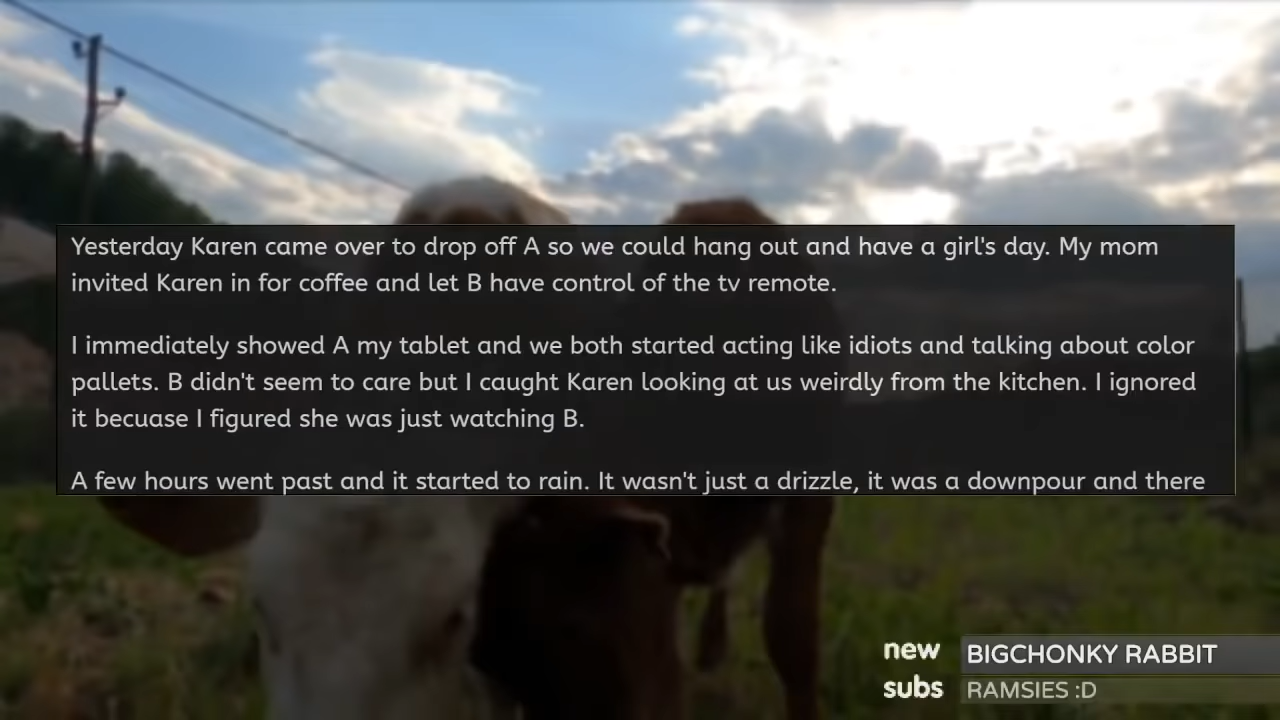 Yesterday Karen came over to drop off A so we could hang out and have a girl's day. My mom
invited Karen in for coffee and let B have control of the tv remote.
I immediately showed A my tablet and we both started acting like idiots and talking about color
pallets. B didn't seem to care but I caught Karen looking at us weirdly from the kitchen. I ignored
it becuase I figured she was just watching B.
A few hours went past and it started to rain. It wasn't just a drizzle, it was a downpour and there
new
BIGCHONKY RABBIT
subs
RAMSIES :D